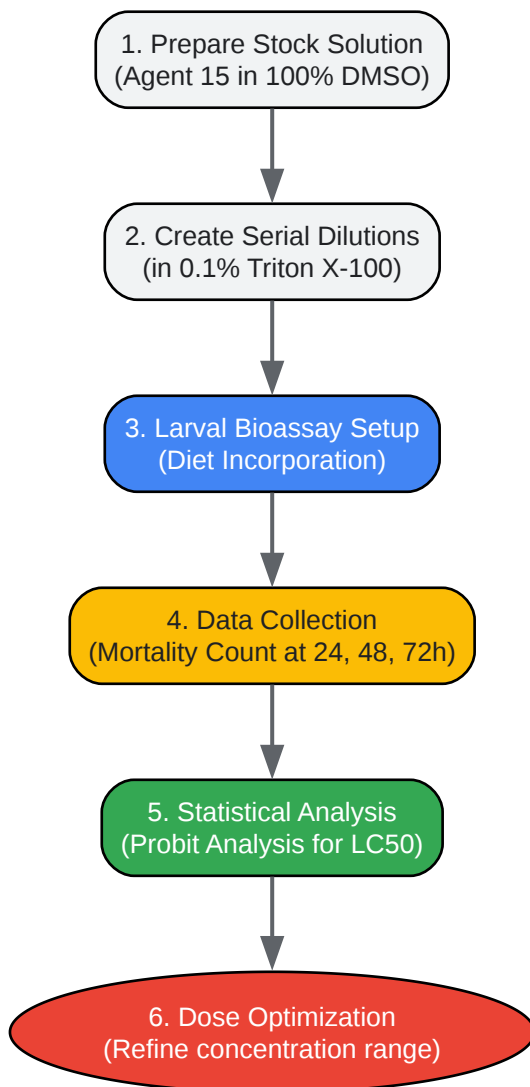 1. Prepare Stock Solution
(Agent 15 in 100% DMSO)
2. Create Serial Dilutions
(in 0.1% Triton X-100)
3. Larval Bioassay Setup
(Diet Incorporation)
4. Data Collection
(Mortality Count at 24, 48, 72h)
5. Statistical Analysis
(Probit Analysis for LC50)
6. Dose Optimization
(Refine concentration range)